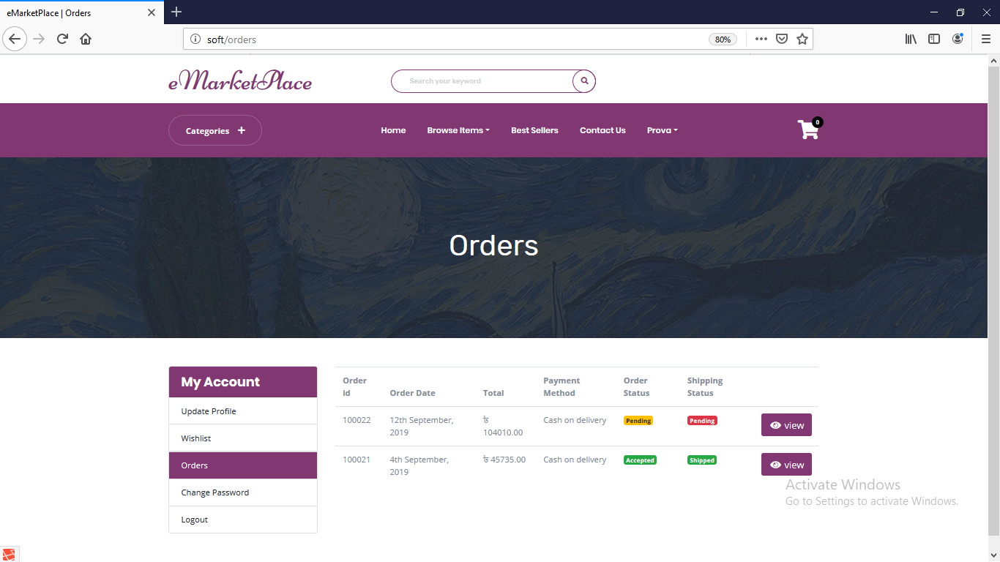 eMarketPlace | Orders
soft/orders
80%
eMarketPlace
Search your keyword
Categories
Home
Browse Items
Best Sellers
Contact Us
Prova
0
Orders
My Account
Update Profile
Wishlist
Orders
Change Password
Logout
Order
id
Order Date
Total
Payment
Method
Order
Status
Shipping
Status
100022
12th September,
2019
৳
104010.00
Cash on delivery
Pending
Pending
view
100021
4th September,
2019
৳ 45735.00
Cash on delivery
Accepted
Shipped
view
Activate Windows
Go to Settings to activate Windows.